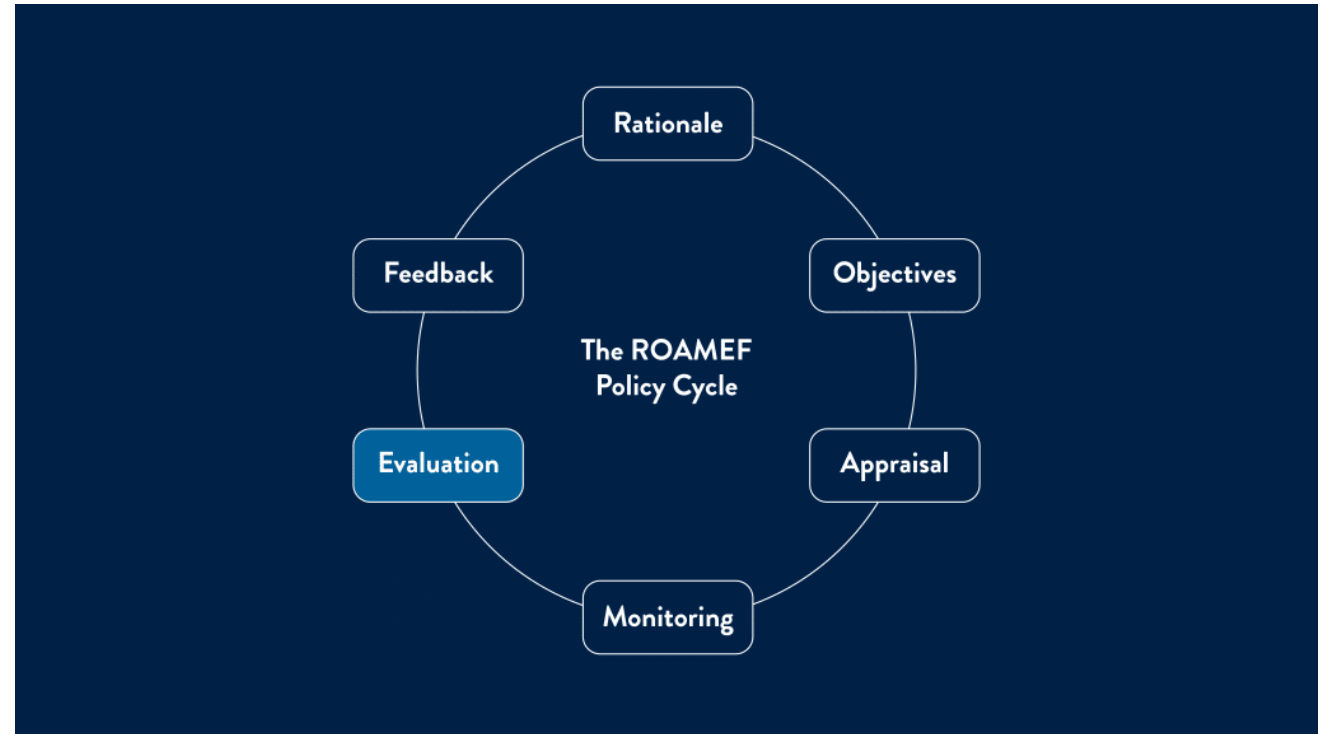 Rationale
Feedback
Objectives
The ROAMEF
Policy Cycle
Evaluation
Appraisal
Monitoring